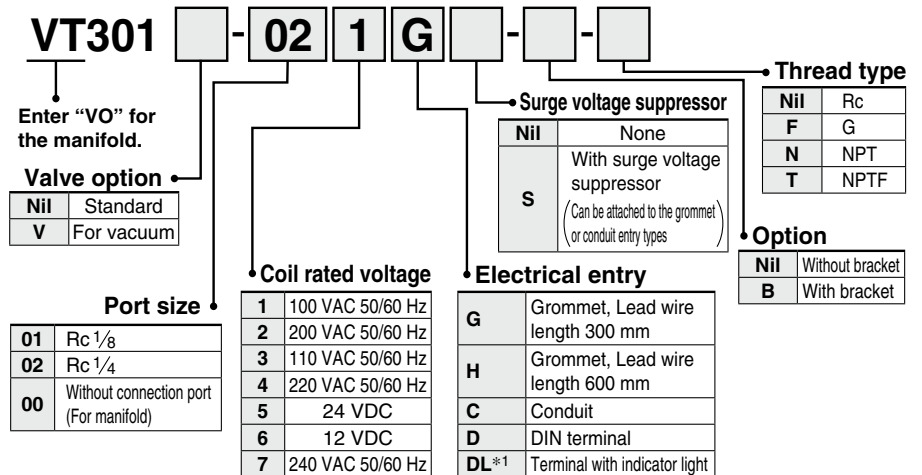 VT301 - 02 1 G - -
Enter “VO” for
the manifold.
Valve option
Nil Standard
V For vacuum
Port size
01 Rc 1/8
02 Rc 1/4
00 Without connection port
(For manifold)
Coil rated voltage
1 100 VAC 50/60 Hz
2 200 VAC 50/60 Hz
3 110 VAC 50/60 Hz
4 220 VAC 50/60 Hz
5 24 VDC
6 12 VDC
7 240 VAC 50/60 Hz
Electrical entry
G Grommet, Lead wire
length 300 mm
H Grommet, Lead wire
length 600 mm
C Conduit
D DIN terminal
DL*1 Terminal with indicator light
Surge voltage suppressor
Nil None
S With surge voltage
suppressor
(Can be attached to the grommet
or conduit entry types)
Option
Nil Without bracket
B With bracket
Thread type
Nil Rc
F G
N NPT
T NPTF